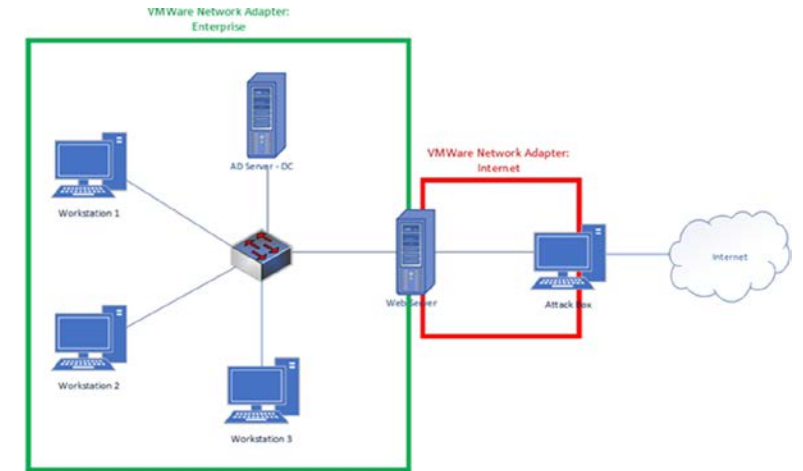 VMWare Network Adapter:
Enterprise
AD Server - DC
VMWare Network Adapter:
Internet
Workstation 1
Web Server
Attack Box
Internet
Workstation 2
Workstation 3